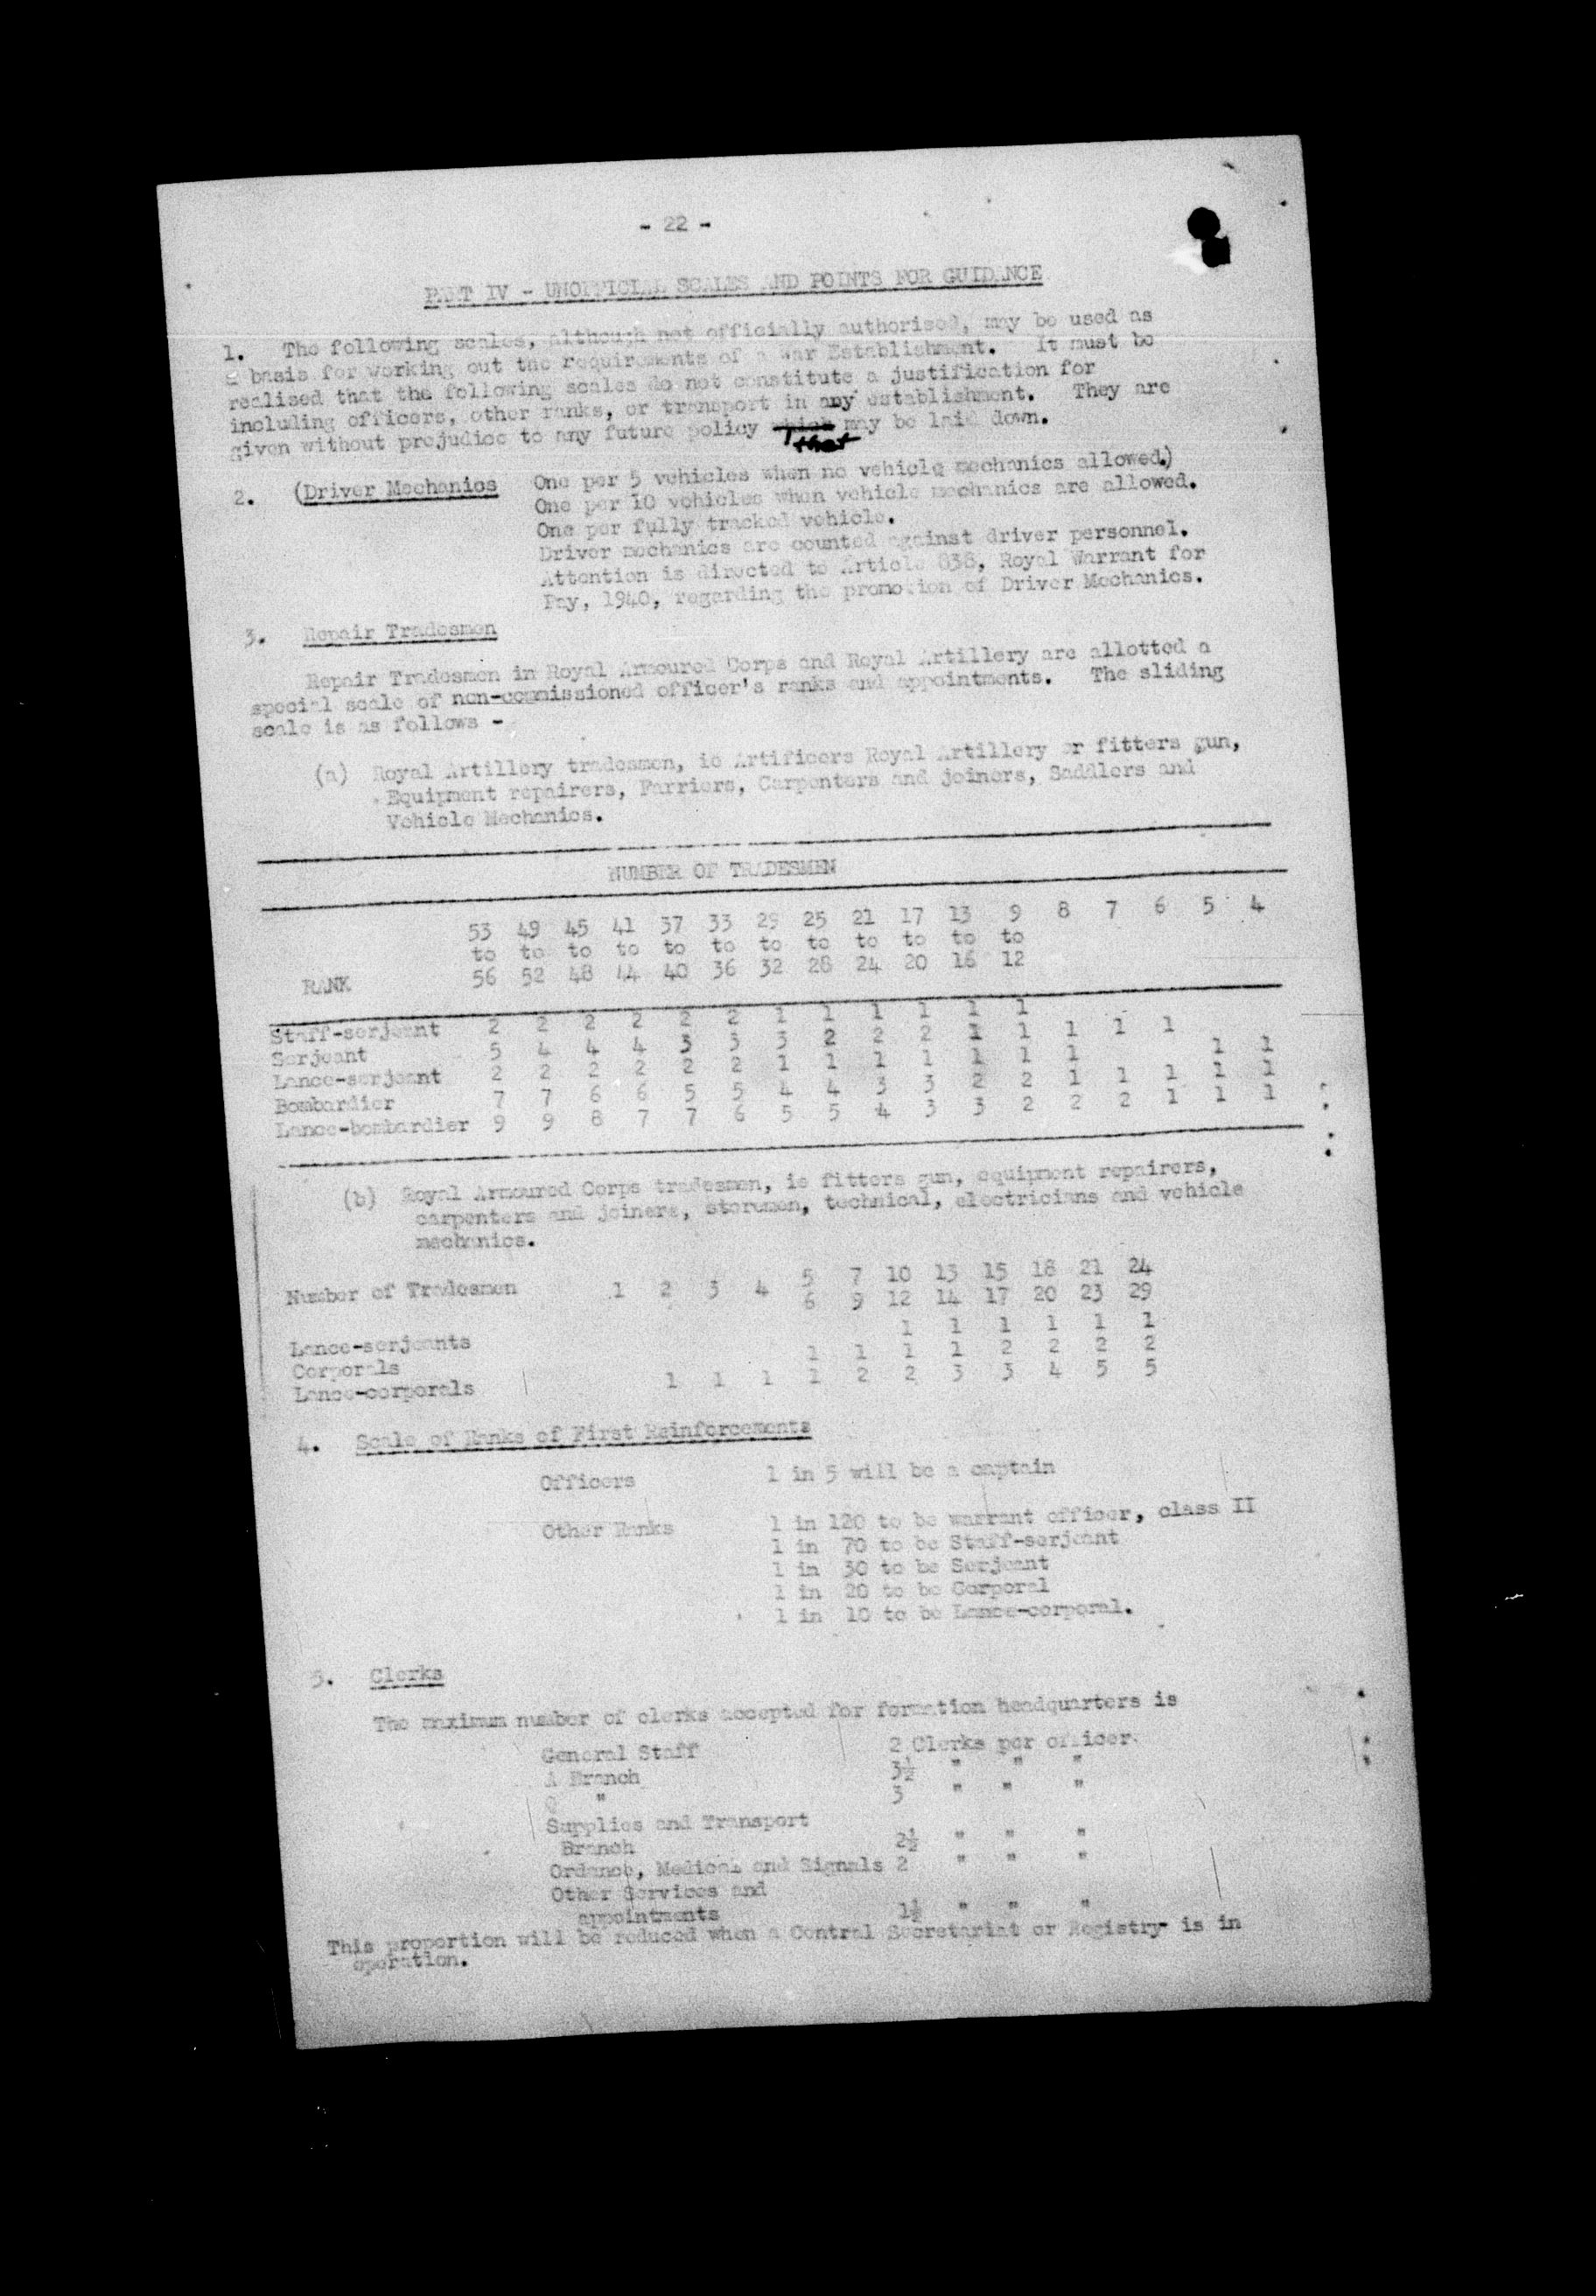 - 22 -
PART IV - UNOFFICIAL SCALES AND POINTS FOR GUIDANCE
1. The following scales, although not officially authorised, may be used as
a basis for working out the requirements of a War Establishment. It must be
realised that the following scales do not constitute a justification for
including officers, other ranks, or transport in any establishment. They are
given without prejudice to any future policy which may be laid down.
that
2. (Driver Mechanics One per 5 vehicles when no vehicle mechanics allowed.)
One per 10 vehicles when vehicle mechanics are allowed.
One per fully tracked vehicle.
Driver mechanics are counted against driver personnel.
Attention is directed to Article 838, Royal Warrant for
Pay, 1940, regarding the promotion of Driver Mechanics.
3. Repair Tradesmen
Repair Tradesmen in Royal Armoured Corps and Royal Artillery are allotted a
special scale of non-commissioned officer's ranks and appointments. The sliding
scale is as follows -
(a) Royal Artillery tradesmen, ie Artificers Royal Artillery or fitters gun,
Equipment repairers, Farriers, Carpenters and joiners, Saddlers and
Vehicle Mechanics.
NUMBER OF TRADESMEN
53 49 45 41 37 33 29 25 21 17 13 9 8 7 6 5 4
to to to to to to to to to to to to
RANK 56 52 48 44 40 36 32 28 24 20 16 12
Staff-serjeant 2 2 2 2 2 2 1 1 1 1 1 1
Serjeant 5 4 4 4 3 3 3 2 2 2 1 1 1 1 1
Lance-serjeant 2 2 2 2 2 2 1 1 1 1 1 1 1 1 1
Bombardier 7 7 6 6 5 5 4 4 3 3 2 2 1 1 1 1 1
Lance-bombardier 9 9 8 7 7 6 5 5 4 3 3 2 2 2 1 1 1
(b) Royal Armoured Corps tradesmen, ie fitters gun, equipment repairers,
carpenters and joiners, storemen, technical, electricians and vehicle
mechanics.
Number of Tradesmen 1 2 3 4 5 7 10 13 15 18 21 24
6 9 12 14 17 20 23 29
Lance-serjeants 1 1 1 1 1 1
Corporals 1 1 1 1 2 2 2 2
Lance-corporals 1 1 1 1 2 2 3 3 4 5 5
4. Scale of Ranks of First Reinforcements
Officers 1 in 5 will be a captain
Other Ranks 1 in 120 to be warrant officer, class II
1 in 70 to be Staff-serjeant
1 in 30 to be Serjeant
1 in 20 to be Corporal
1 in 10 to be Lance-corporal.
5. Clerks
The maximum number of clerks accepted for formation headquarters is
General Staff 2 Clerks per officer.
A Branch 3½ " " "
Q " 3 " " "
Supplies and Transport
Branch 2½ " " "
Ordance, Medical and Signals 2 " " "
Other Services and
appointments 1½ " " "
This proportion will be reduced when a Central Secretariat or Registry is in
operation.